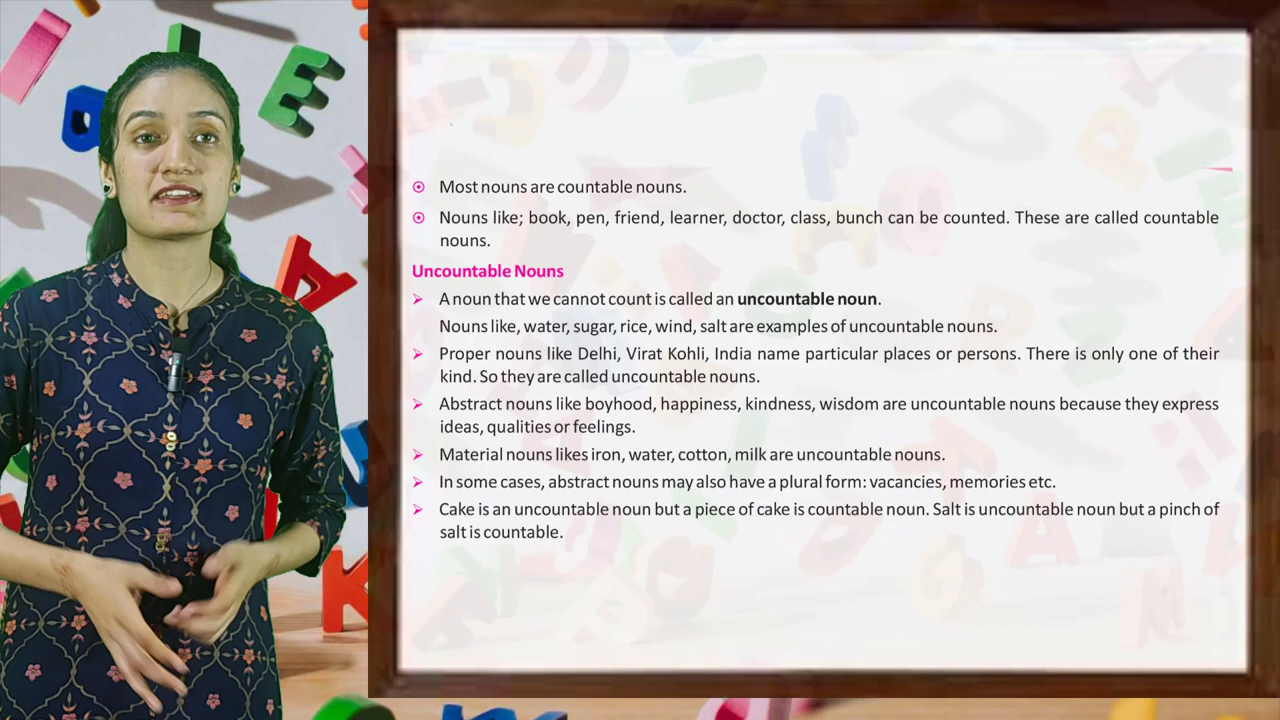 Most nouns are countable nouns.
Nouns like; book, pen, friend, learner, doctor, class, bunch can be counted. These are called countable
nouns.
Uncountable Nouns
A noun that we cannot count is called an uncountable noun.
Nouns like, water, sugar, rice, wind, salt are examples of uncountable nouns.
Proper nouns like Delhi, Virat Kohli, India name particular places or persons. There is only one of their
kind. So they are called uncountable nouns.
Abstract nouns like boyhood, happiness, kindness, wisdom are uncountable nouns because they express
ideas, qualities or feelings.
Material nouns likes iron, water, cotton, milk are uncountable nouns.
In some cases, abstract nouns may also have a plural form: vacancies, memories etc.
Cake is an uncountable noun but a piece of cake is countable noun. Salt is uncountable noun but a pinch of
salt is countable.